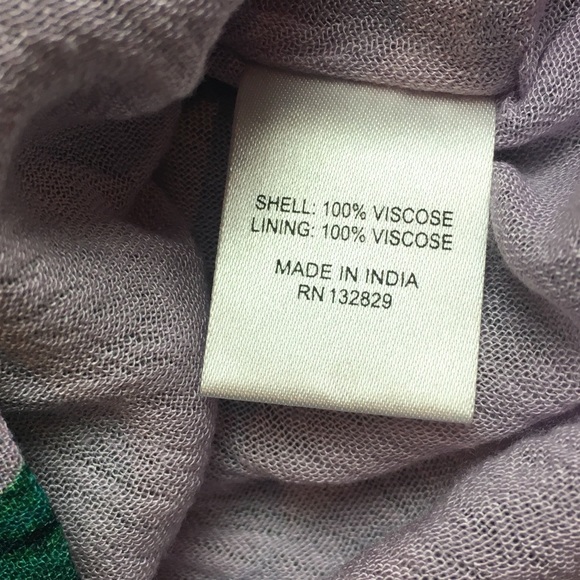 SHELL: 100% VISCOSE
LINING: 100% VISCOSE
MADE IN INDIA
RN 132829